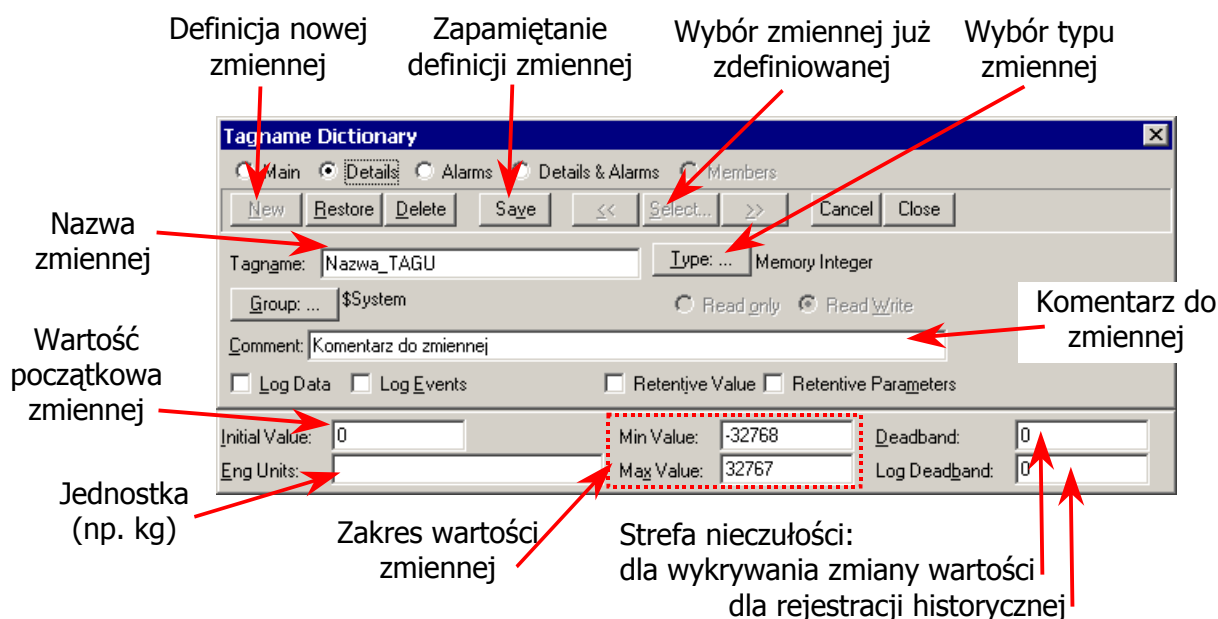 Definicja nowej
zmiennej
Zapamiętanie
definicji zmiennej
Wybór zmiennej już
zdefiniowanej
Wybór typu
zmiennej
Tagname Dictionary
Main Details Alarms Details & Alarms Members
New Restore Delete Save << Select... >> Cancel Close
Nazwa
zmiennej
Tagname: Nazwa_TAGU Type: ... Memory Integer
Group: ... $System Read only Read Write
Komentarz do
zmiennej
Comment: Komentarz do zmiennej
Wartość
początkowa
zmiennej
Log Data Log Events Retentive Value Retentive Parameters
Initial Value: 0 Min Value: -32768 Deadband: 0
Eng Units: Max Value: 32767 Log Deadband: 0
Jednostka
(np. kg)
Zakres wartości
zmiennej
Strefa nieczułości:
dla wykrywania zmiany wartości
dla rejestracji historycznej